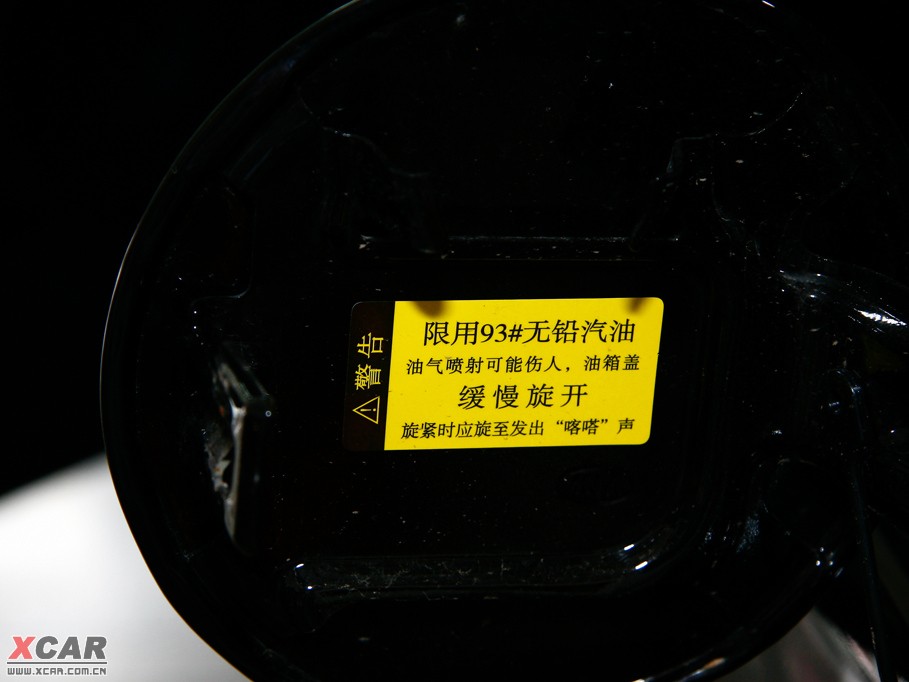 警告
限用93#无铅汽油
油气喷射可能伤人，油箱盖
缓慢旋开
旋紧时应旋至发出“喀嗒”声
XCAR
WWW.XCAR.COM.CN